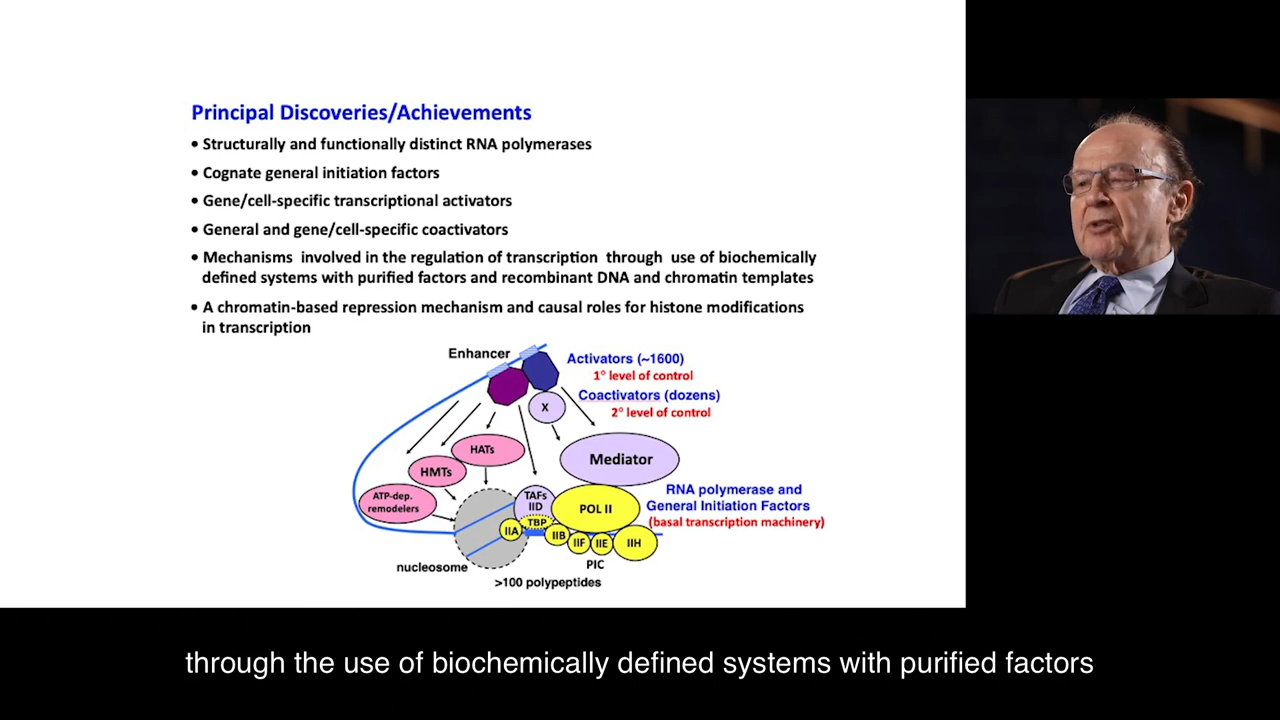 Principal Discoveries/Achievements
• Structurally and functionally distinct RNA polymerases
• Cognate general initiation factors
• Gene/cell-specific transcriptional activators
• General and gene/cell-specific coactivators
• Mechanisms involved in the regulation of transcription through use of biochemically
defined systems with purified factors and recombinant DNA and chromatin templates
• A chromatin-based repression mechanism and causal roles for histone modifications
in transcription
Enhancer
Activators (~1600)
1° level of control
Coactivators (dozens)
2° level of control
X
HATs
Mediator
HMTs
ATP-dep.
remodelers
TAFs
IID
TBP
POL II
RNA polymerase and
General Initiation Factors
(basal transcription machinery)
IIA
IIB
IIF
IIE
IIH
PIC
nucleosome
>100 polypeptides
through the use of biochemically defined systems with purified factors